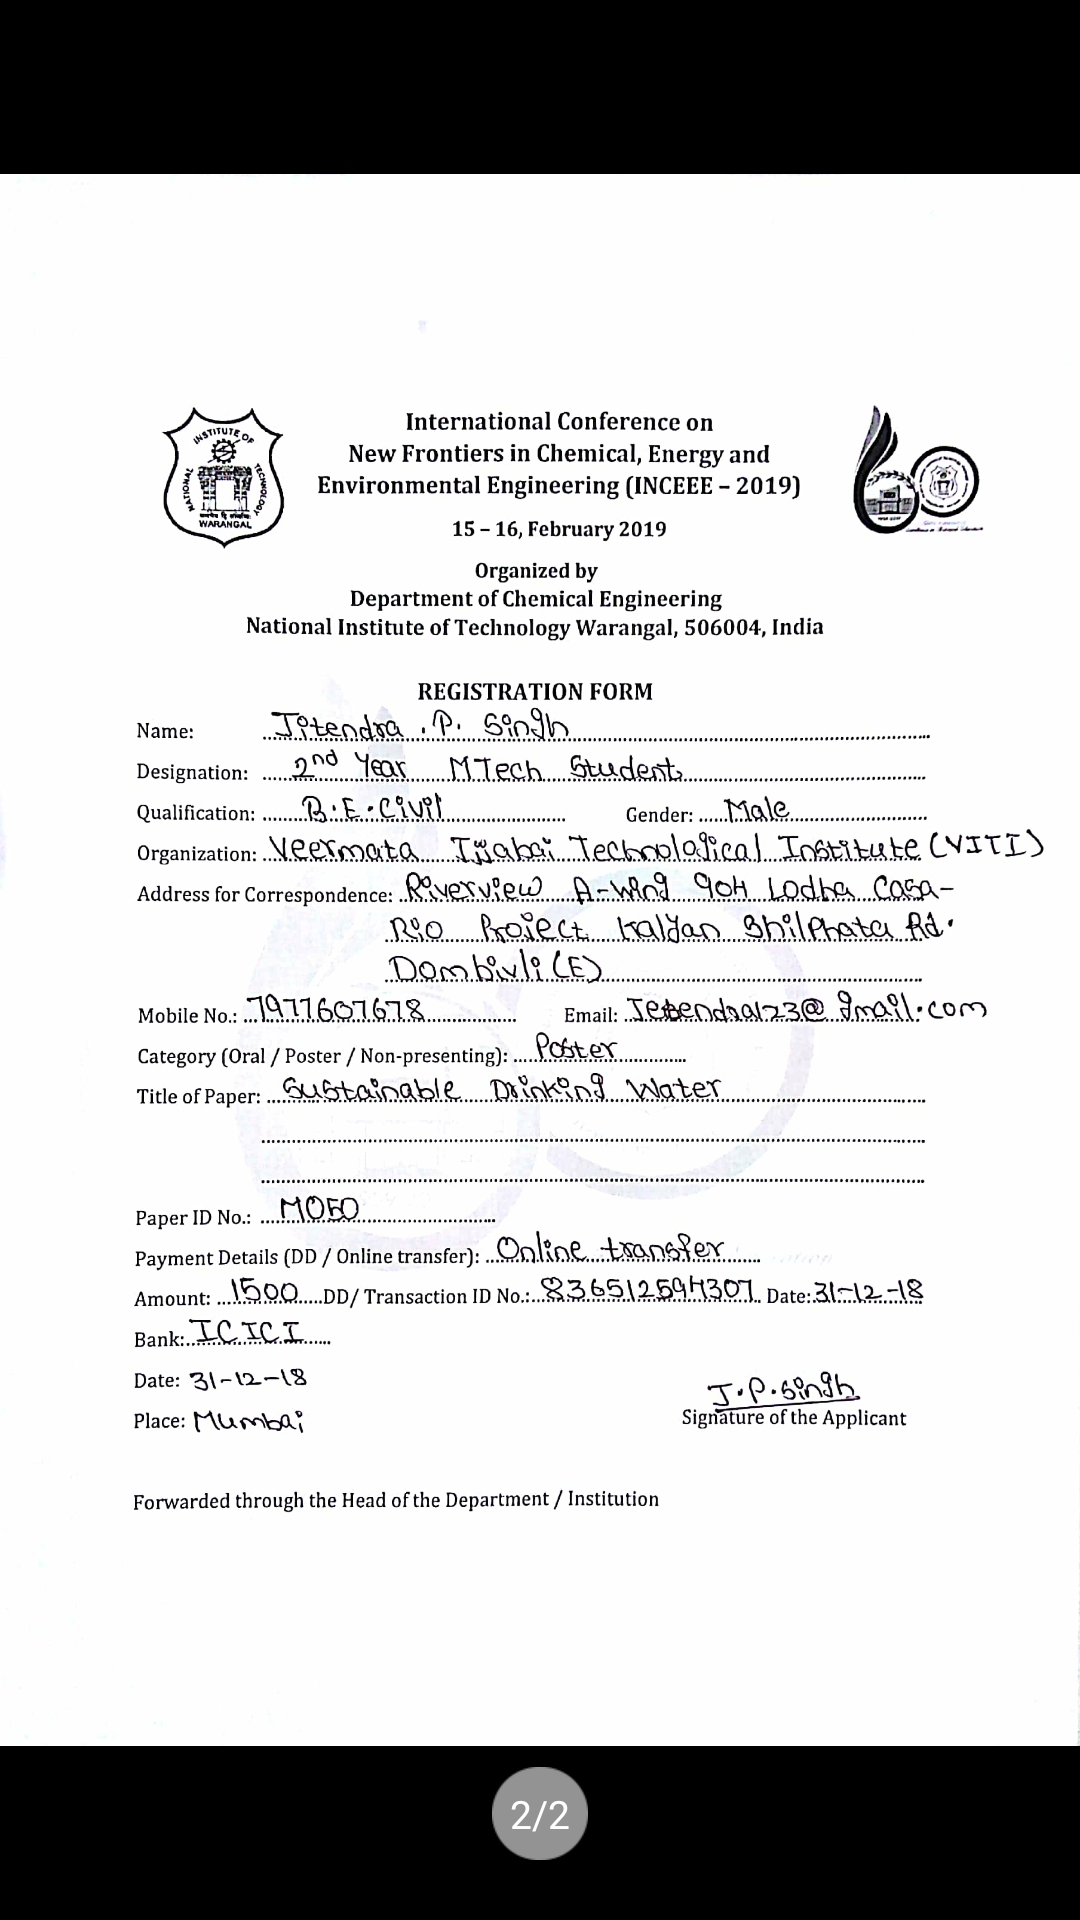 INSTITUTE OF
NATIONAL
TECHNOLOGY
WARANGAL
International Conference on
New Frontiers in Chemical, Energy and
Environmental Engineering (INCEEE – 2019)
15 – 16, February 2019
Organized by
Department of Chemical Engineering
National Institute of Technology Warangal, 506004, India
REGISTRATION FORM
Name: Jitendra . P. Singh
Designation: 2nd Year MTech Student
Qualification: B.E. Civil Gender: Male
Organization: Veermata Technological Institute (VJTI)
Address for Correspondence: Riverview A-wing 904 Lodha Casa-
Rio Project Kalyan Shilphata Rd.
Dombivli (E)
Mobile No.: 7977607678 Email: @gmail.com
Category (Oral / Poster / Non-presenting): Poster
Title of Paper: Sustainable Drinking Water
Paper ID No.: M050
Payment Details (DD / Online transfer): Online transfer
Amount: 1500 DD/ Transaction ID No.: 836512594307 Date: 31-12-18
Bank: ICICI
Date: 31-12-18
Place: Mumbai
J.P.Singh
Signature of the Applicant
Forwarded through the Head of the Department / Institution
2/2